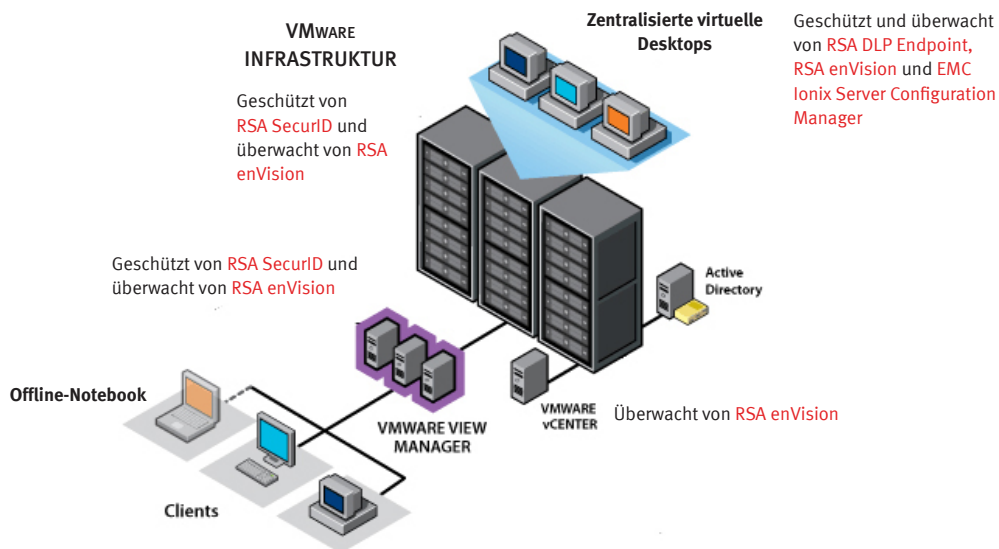 VMWARE
INFRASTRUKTUR
Geschützt von
RSA SecurID und
überwacht von RSA
enVision
Zentralisierte virtuelle
Desktops
Geschützt und überwacht
von RSA DLP Endpoint,
RSA enVision und EMC
Ionix Server Configuration
Manager
Geschützt von RSA SecurID und
überwacht von RSA enVision
Active
Directory
Offline-Notebook
VMWARE VIEW
MANAGER
VMWARE
vCENTER
Überwacht von RSA enVision
Clients